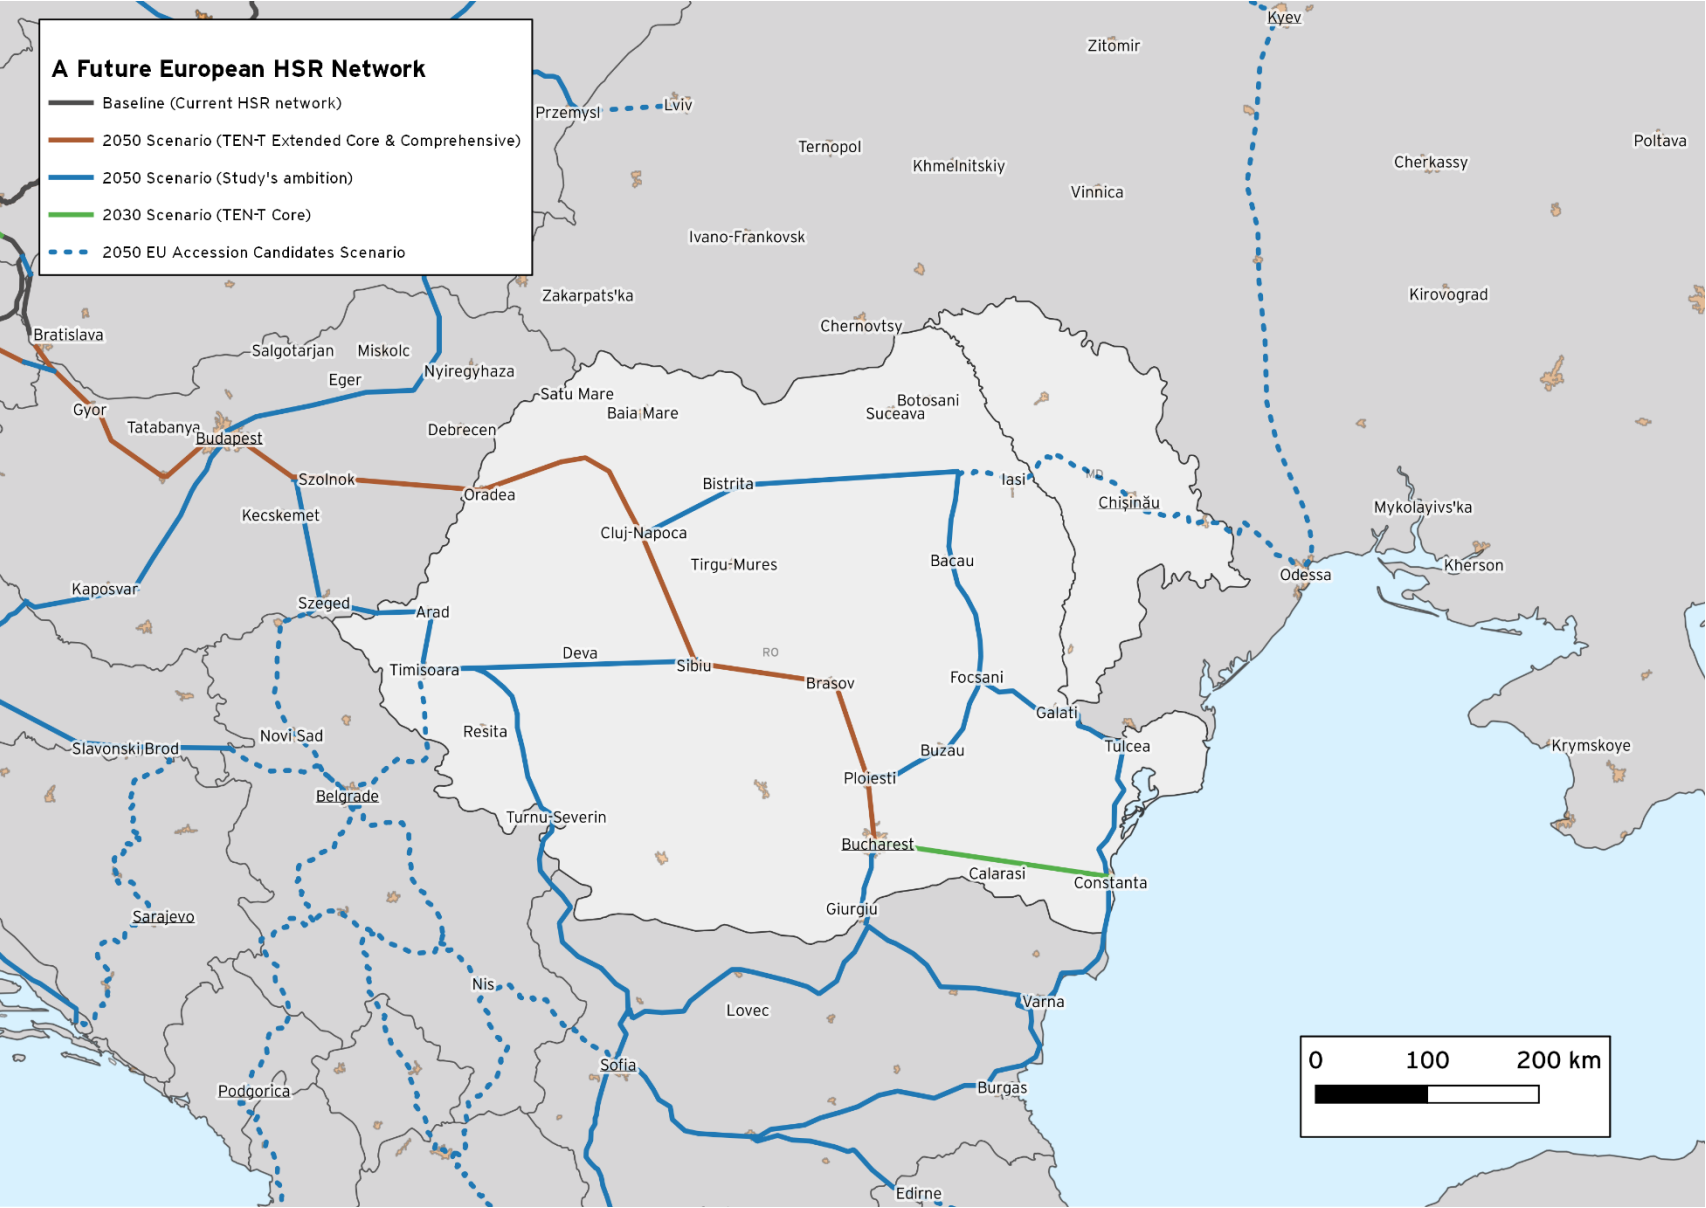 A Future European HSR Network
Baseline (Current HSR network)
2050 Scenario (TEN-T Extended Core & Comprehensive)
2050 Scenario (Study's ambition)
2030 Scenario (TEN-T Core)
2050 EU Accession Candidates Scenario
Kyev
Zitomir
Przemysl
Lviv
Poltava
Ternopol
Khmelnitskiy
Cherkassy
Vinnica
Ivano-Frankovsk
Zakarpats'ka
Kirovograd
Chernovtsy
Bratislava
Salgotarjan
Miskolc
Nyiregyhaza
Eger
Satu Mare
Baia Mare
Botosani
Suceava
Gyor
Tatabanya
Budapest
Debrecen
Szolnok
Oradea
Bistrita
Iasi
MD
Chișinău
Mykolayivs'ka
Kecskemet
Cluj-Napoca
Tirgu-Mures
Bacau
Kherson
Odessa
Kaposvar
Szeged
Arad
Deva
RO
Timisoara
Sibiu
Brasov
Focsani
Galati
Resita
Novi Sad
Slavonski Brod
Buzau
Tulcea
Krymskoye
Ploiesti
Belgrade
Turnu-Severin
Bucharest
Calarasi
Constanta
Sarajevo
Giurgiu
Nis
Varna
Lovec
Sofia
Podgorica
Burgas
Edirne
0 100 200 km